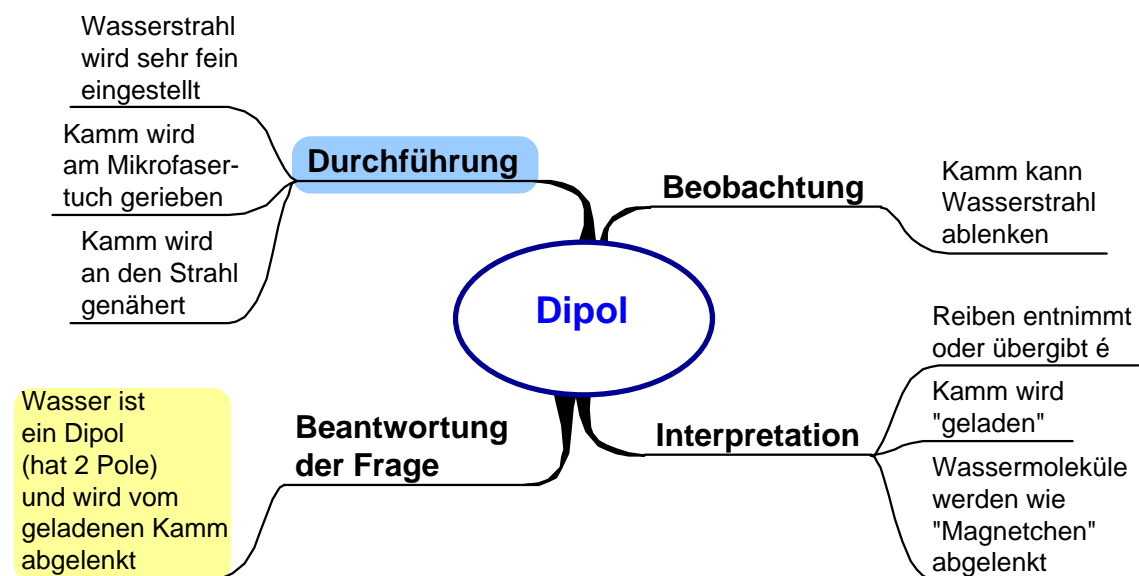 Dipol
Durchführung
Wasserstrahl
wird sehr fein
eingestellt
Kamm wird
am Mikrofaser-
tuch gerieben
Kamm wird
an den Strahl
genähert
Beobachtung
Kamm kann
Wasserstrahl
ablenken
Interpretation
Reiben entnimmt
oder übergibt é
Kamm wird
"geladen"
Wassermoleküle
werden wie
"Magnetchen"
abgelenkt
Beantwortung
der Frage
Wasser ist
ein Dipol
(hat 2 Pole)
und wird vom
geladenen Kamm
abgelenkt